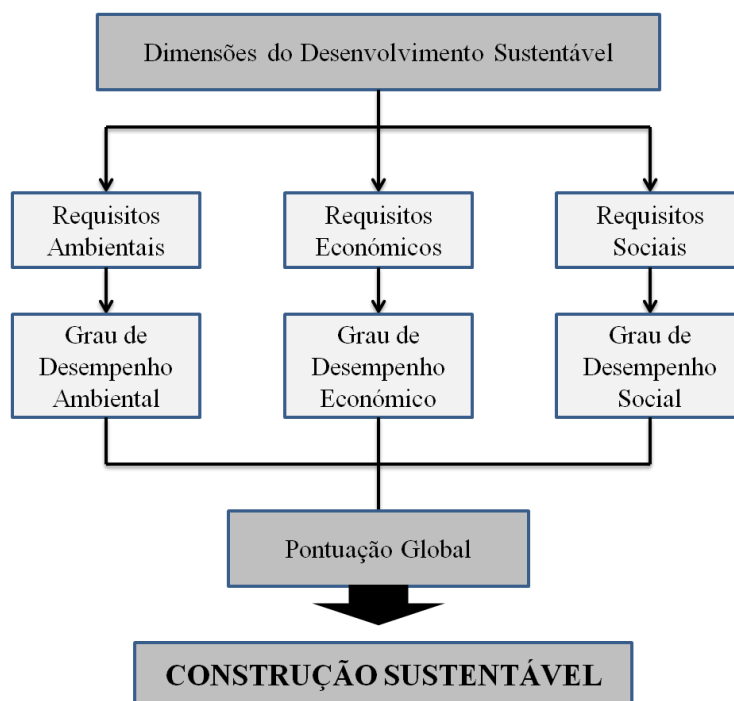 Dimensões do Desenvolvimento Sustentável
Requisitos
Ambientais
Requisitos
Económicos
Requisitos
Sociais
Grau de
Desempenho
Ambiental
Grau de
Desempenho
Económico
Grau de
Desempenho
Social
Pontuação Global
CONSTRUÇÃO SUSTENTÁVEL